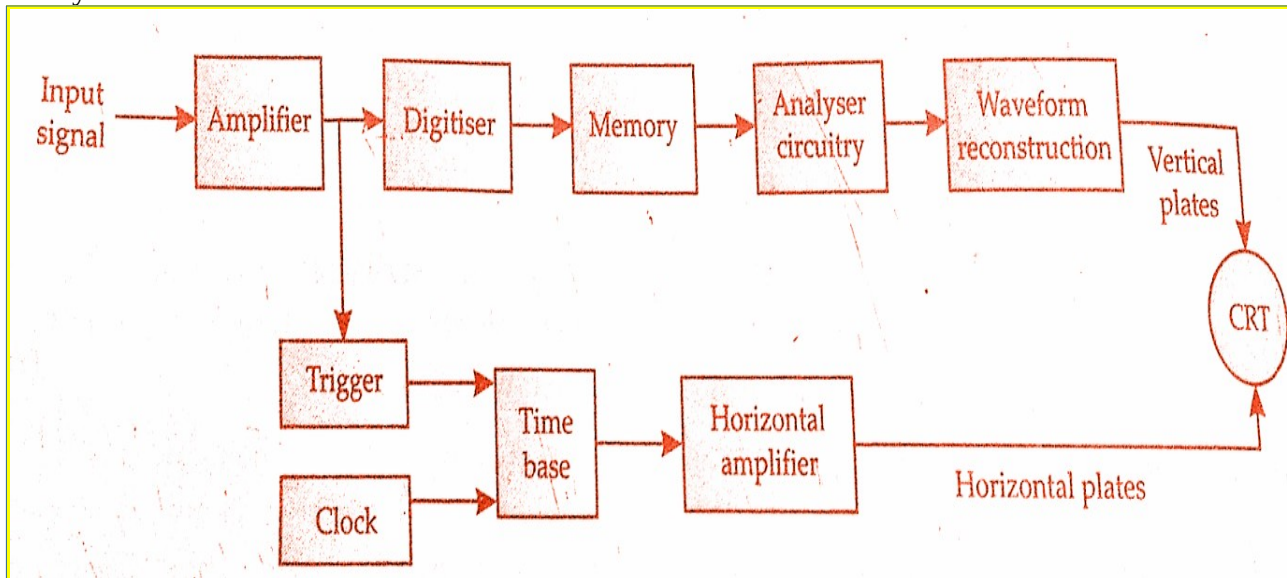 Input
signal
Amplifier
Digitiser
Memory
Analyser
circuitry
Waveform
reconstruction
Vertical
plates
CRT
Trigger
Time
base
Horizontal
amplifier
Horizontal plates
Clock